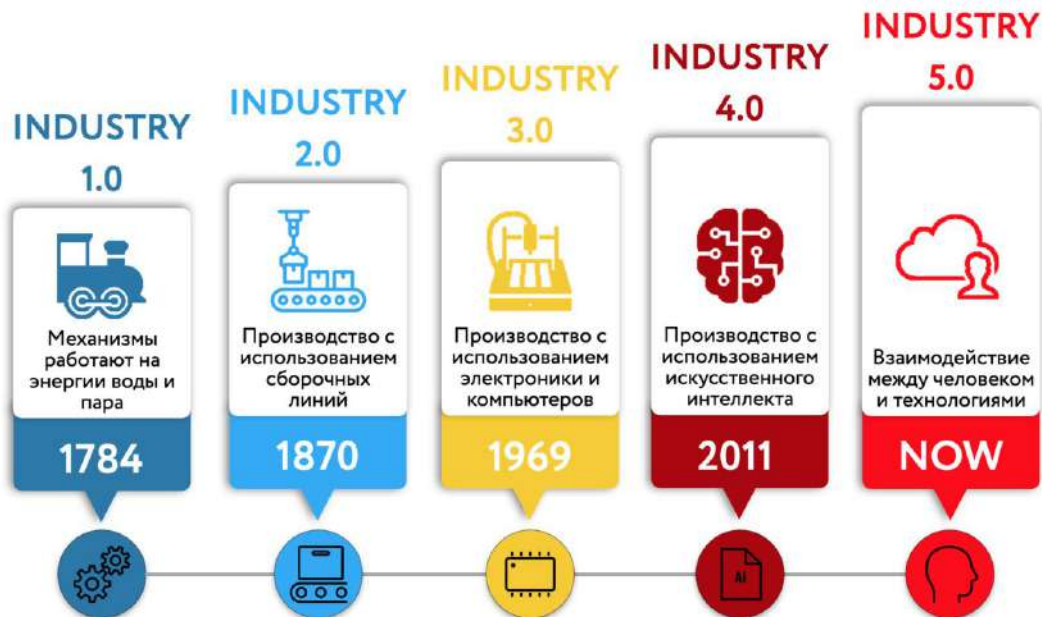 INDUSTRY
1.0
Механизмы
работают на
энергии воды и
пара
1784
INDUSTRY
2.0
Производство с
использованием
сборочных
линий
1870
INDUSTRY
3.0
Производство с
использованием
электроники и
компьютеров
1969
INDUSTRY
4.0
Производство с
использованием
искусственного
интеллекта
2011
Ai
INDUSTRY
5.0
Взаимодействие
между человеком
и технологиями
NOW